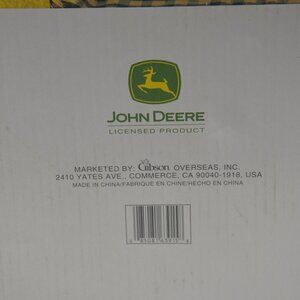 JOHN DEERE
LICENSED PRODUCT
MARKETED BY: Gibson OVERSEAS, INC.
2410 YATES AVE., COMMERCE, CA 90040-1918, USA
MADE IN CHINA/FABRIQUE EN CHINE/HECHO EN CHINA